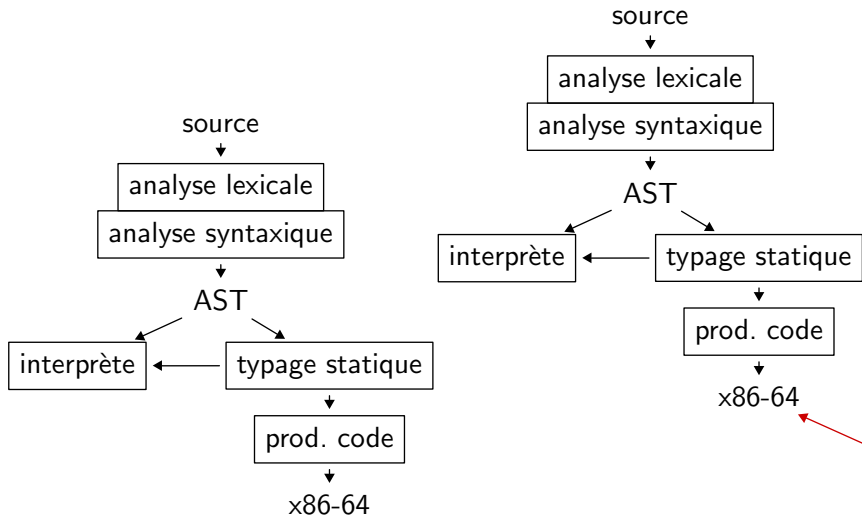 source
analyse lexicale
analyse syntaxique
AST
interprète typage statique
prod. code
x86-64
source
analyse lexicale
analyse syntaxique
AST
interprète typage statique
prod. code
x86-64